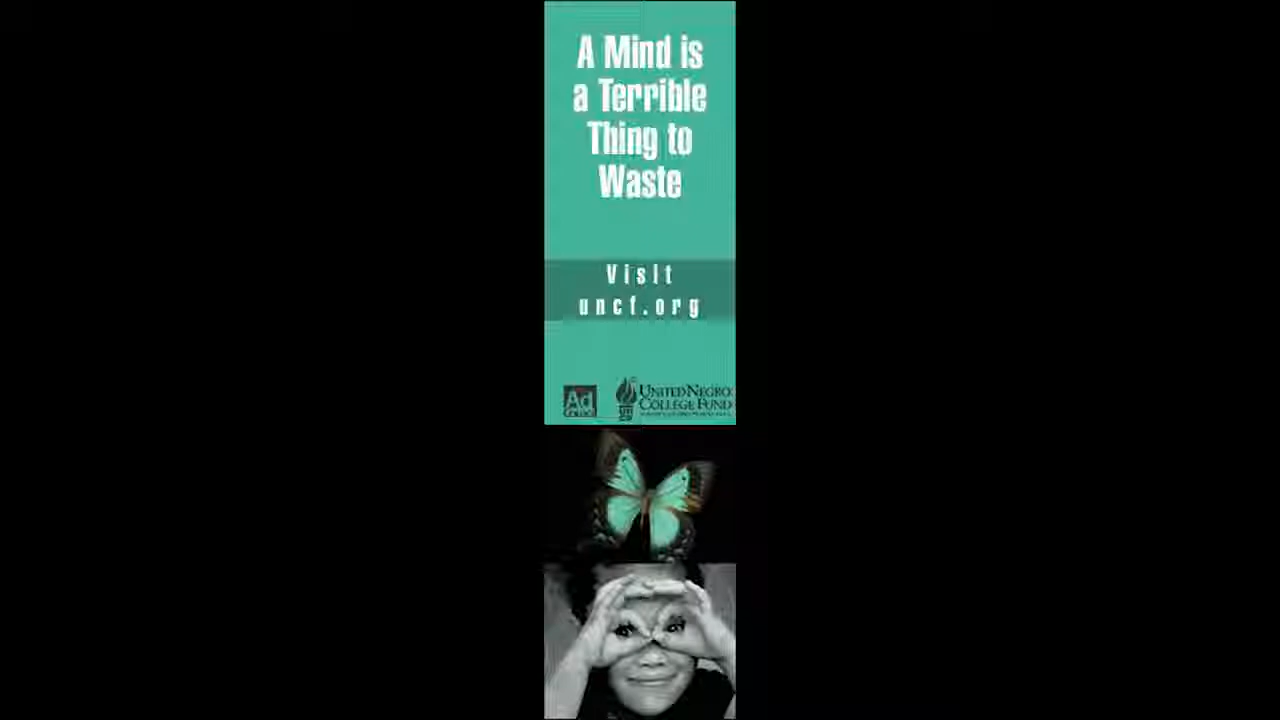 A Mind is
a Terrible
Thing to
Waste
Visit
uncf.org
Ad
UNITED NEGRO
COLLEGE FUND